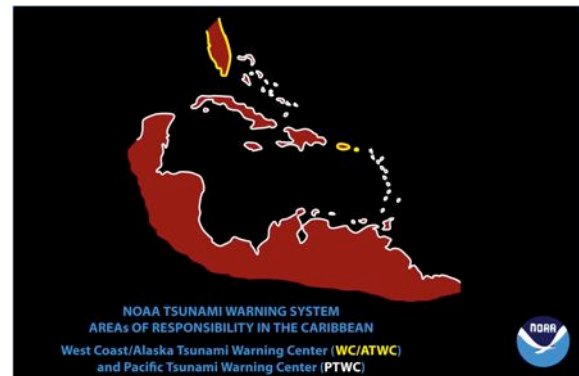 NOAA TSUNAMI WARNING SYSTEM
AREAs OF RESPONSIBILITY IN THE CARIBBEAN
West Coast/Alaska Tsunami Warning Center (WC/ATWC)
and Pacific Tsunami Warning Center (PTWC)
NOAA